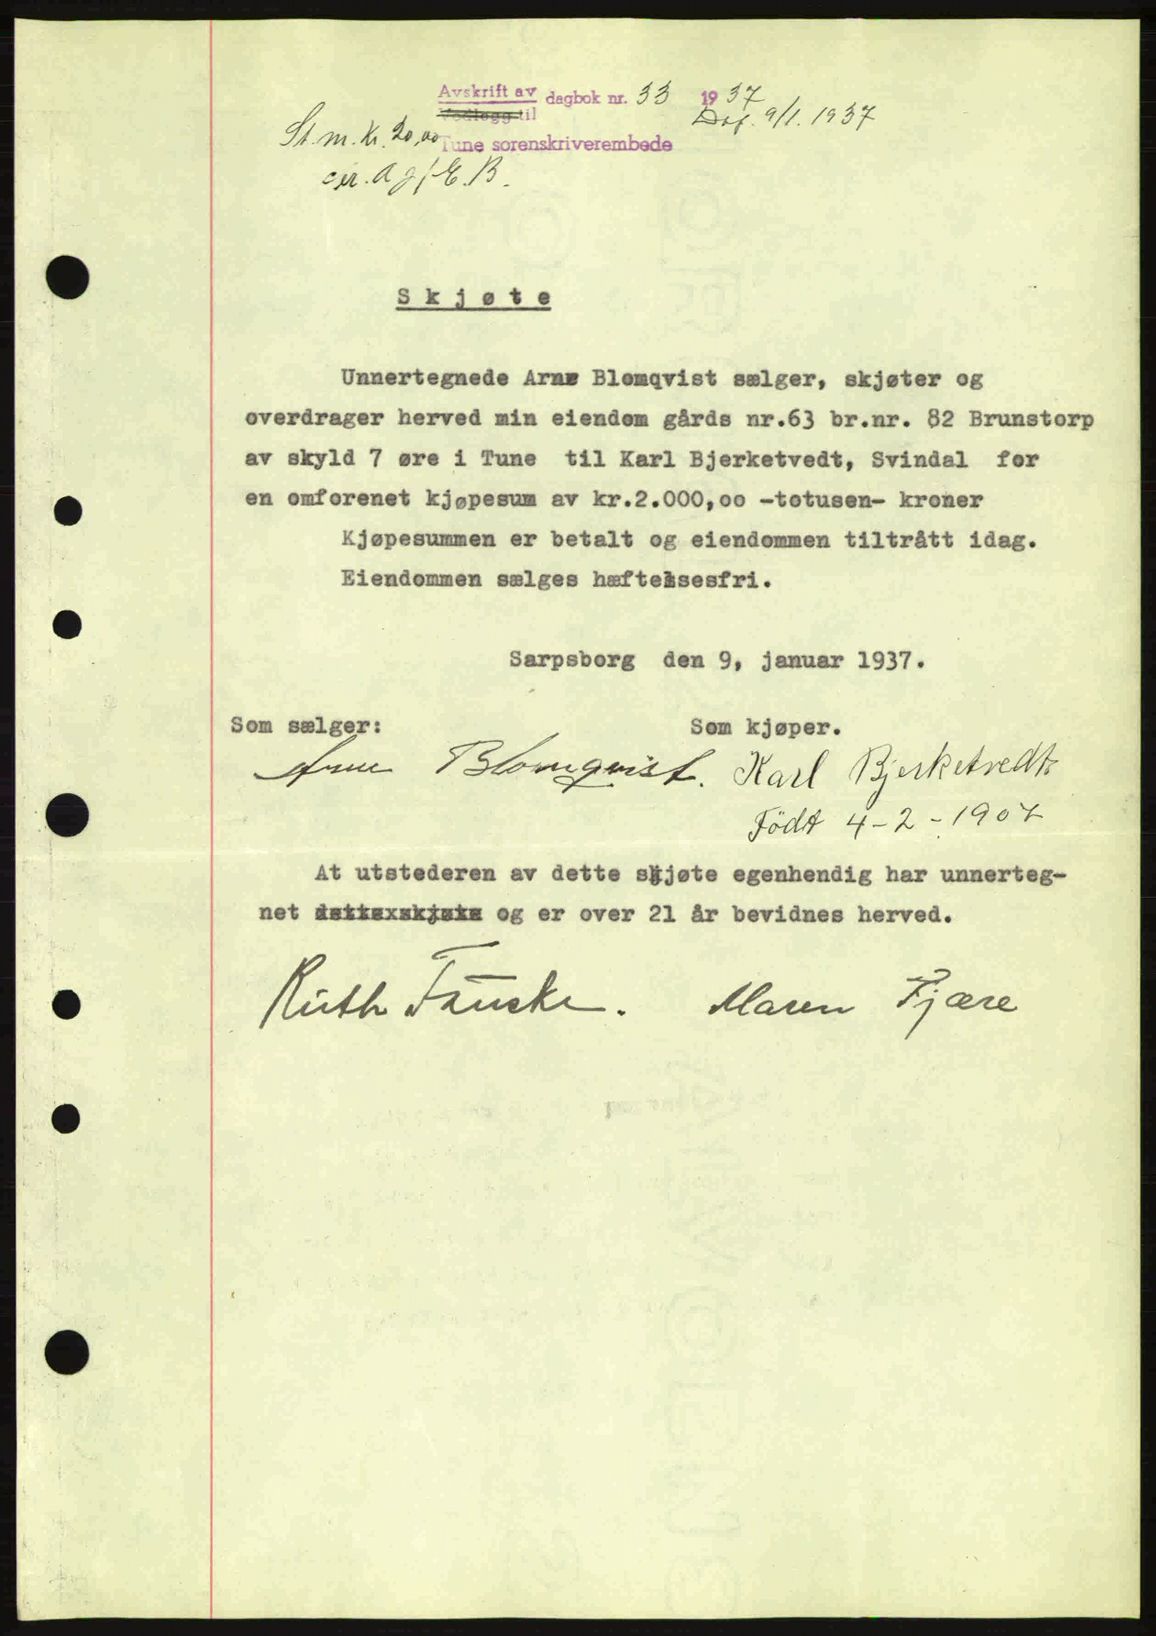 Avskrift av dagbok nr. 33 1937
Vedlegg til Daf. 9/1. 1937
St.m. kr. 20,00 Tune sorenskriverembede
Skjøte
Unnertegnede Arne Blomqvist sælger, skjøter og
overdrager herved min eiendom gårds nr.63 br.nr. 82 Brunstorp
av skyld 7 øre i Tune til Karl Bjerketvedt, Svindal for
en omforenet kjøpesum av kr.2.000,oo -totusen- kroner
Kjøpesummen er betalt og eiendommen tiltrått idag.
Eiendommen sælges hæftelsesfri.
Sarpsborg den 9, januar 1937.
Som sælger: Som kjøper.
Arne Blomqvist. Karl Bjerketvedt
Födt 4-2-1907
At utstederen av dette skjøte egenhendig har unnerteg-
net dettexskjøte og er over 21 år bevidnes herved.
Ruth Fauske. Maren Fjære